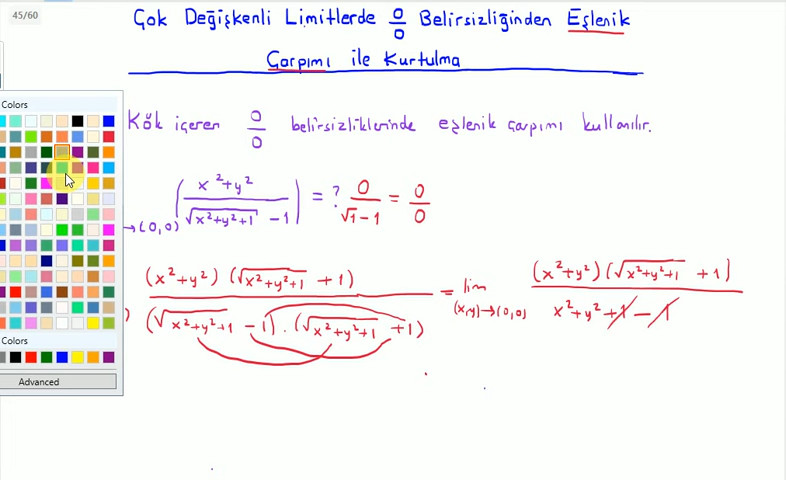 45/60
Çok Değişkenli Limitlerde 0/0 Belirsizliğinden Eşlenik
Çarpımı ile Kurtulma
Colors
Kök içeren 0/0 belirsizliklerinde eşlenik çarpımı kullanılır.
→(0,0) ( (x²+y²)/(√(x²+y²+1) -1) ) = ? 0/(√1-1) = 0/0
((x²+y²)(√(x²+y²+1) +1))/((√(x²+y²+1) -1).(√(x²+y²+1) +1)) = lim (x,y)→(0,0) ((x²+y²)(√(x²+y²+1) +1))/(x²+y²+1-1)
Colors
Advanced